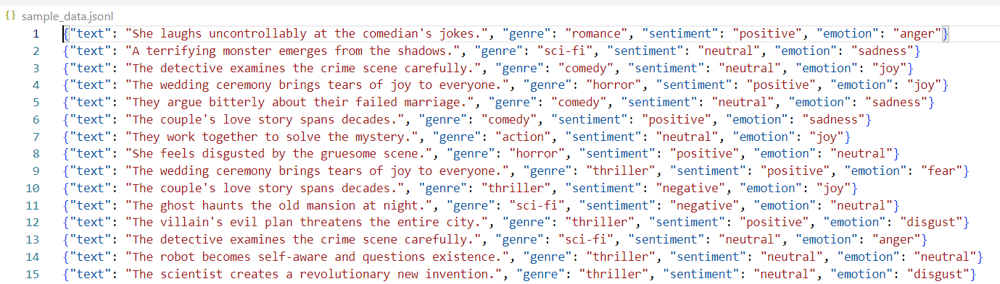 {} sample_data.jsonl
1 {"text": "She laughs uncontrollably at the comedian's jokes.", "genre": "romance", "sentiment": "positive", "emotion": "anger"}
2 {"text": "A terrifying monster emerges from the shadows.", "genre": "sci-fi", "sentiment": "neutral", "emotion": "sadness"}
3 {"text": "The detective examines the crime scene carefully.", "genre": "comedy", "sentiment": "neutral", "emotion": "joy"}
4 {"text": "The wedding ceremony brings tears of joy to everyone.", "genre": "horror", "sentiment": "positive", "emotion": "joy"}
5 {"text": "They argue bitterly about their failed marriage.", "genre": "comedy", "sentiment": "neutral", "emotion": "sadness"}
6 {"text": "The couple's love story spans decades.", "genre": "comedy", "sentiment": "positive", "emotion": "sadness"}
7 {"text": "They work together to solve the mystery.", "genre": "action", "sentiment": "neutral", "emotion": "joy"}
8 {"text": "She feels disgusted by the gruesome scene.", "genre": "horror", "sentiment": "positive", "emotion": "neutral"}
9 {"text": "The wedding ceremony brings tears of joy to everyone.", "genre": "thriller", "sentiment": "positive", "emotion": "fear"}
10 {"text": "The couple's love story spans decades.", "genre": "thriller", "sentiment": "negative", "emotion": "joy"}
11 {"text": "The ghost haunts the old mansion at night.", "genre": "sci-fi", "sentiment": "negative", "emotion": "neutral"}
12 {"text": "The villain's evil plan threatens the entire city.", "genre": "thriller", "sentiment": "positive", "emotion": "disgust"}
13 {"text": "The detective examines the crime scene carefully.", "genre": "sci-fi", "sentiment": "neutral", "emotion": "anger"}
14 {"text": "The robot becomes self-aware and questions existence.", "genre": "thriller", "sentiment": "neutral", "emotion": "neutral"}
15 {"text": "The scientist creates a revolutionary new invention.", "genre": "thriller", "sentiment": "neutral", "emotion": "disgust"}